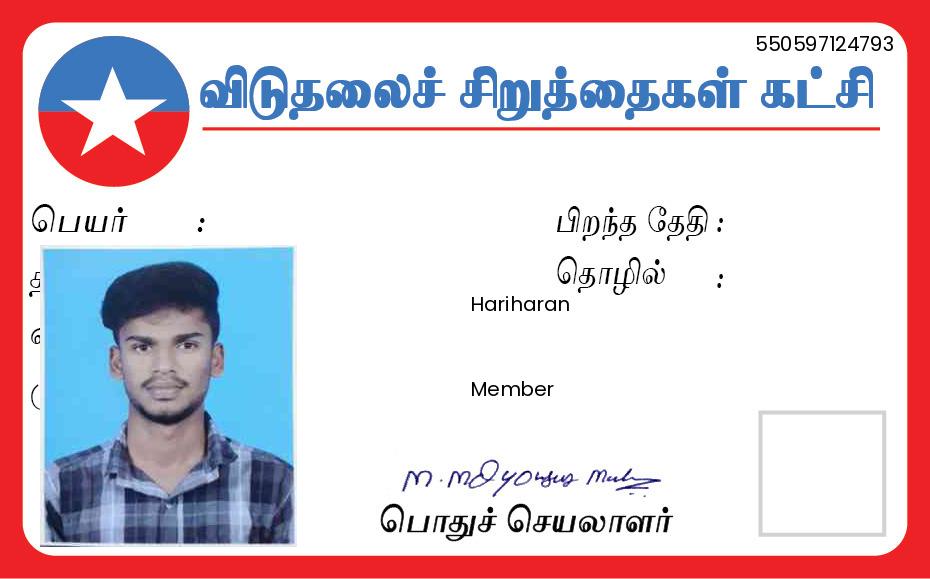 550597124793
விடுதலைச் சிறுத்தைகள் கட்சி
பெயர் :
பிறந்த தேதி :
தொழில் :
Hariharan
Member
பொதுச் செயலாளர்